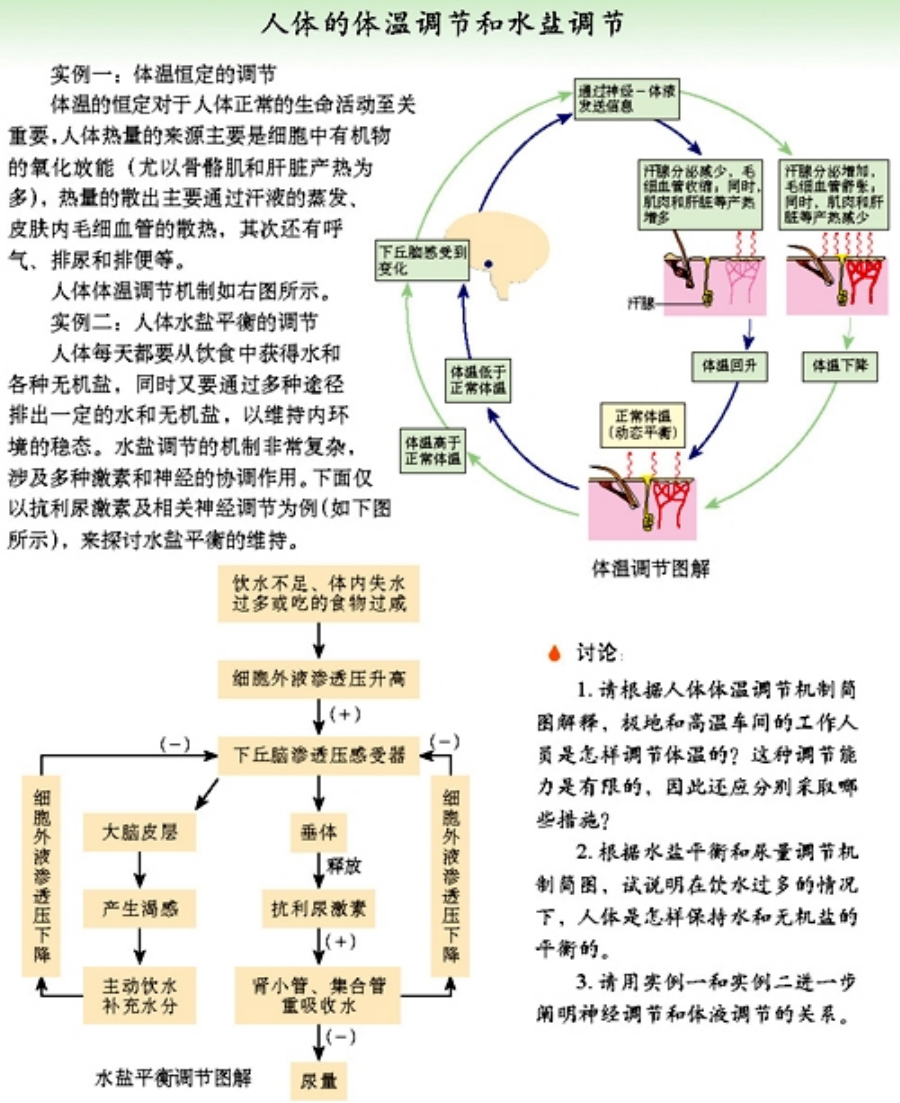 人体的体温调节和水盐调节
实例一：体温恒定的调节
体温的恒定对于人体正常的生命活动至关
重要，人体热量的来源主要是细胞中有机物
的氧化放能（尤以骨骼肌和肝脏产热为
多），热量的散出主要通过汗液的蒸发、
皮肤内毛细血管的散热，其次还有呼
气、排尿和排便等。
人体体温调节机制如右图所示。
实例二：人体水盐平衡的调节
人体每天都要从饮食中获得水和
各种无机盐，同时又要通过多种途径
排出一定的水和无机盐，以维持内环
境的稳态。水盐调节的机制非常复杂，
涉及多种激素和神经的协调作用。下面仅
以抗利尿激素及相关神经调节为例(如下图
所示)，来探讨水盐平衡的维持。
通过神经－体液
发送信息
汗腺分泌减少，毛
细血管收缩；同时，
肌肉和肝脏等产热
增多
汗腺分泌增加，
毛细血管舒张；
同时，肌肉和肝
脏等产热减少
下丘脑感受到
变化
汗腺
体温低于
正常体温
体温回升
体温下降
正常体温
(动态平衡)
体温高于
正常体温
体温调节图解
饮水不足、体内失水
过多或吃的食物过咸
细胞外液渗透压升高
(+)
(−)
下丘脑渗透压感受器
(−)
细胞外液渗透压下降
大脑皮层
产生渴感
主动饮水
补充水分
垂体
释放
抗利尿激素
(+)
肾小管、集合管
重吸收水
(−)
尿量
细胞外液渗透压下降
水盐平衡调节图解
讨论：
1.请根据人体体温调节机制简
图解释，极地和高温车间的工作人
员是怎样调节体温的？这种调节能
力是有限的，因此还应分别采取哪
些措施？
2.根据水盐平衡和尿量调节机
制简图，试说明在饮水过多的情况
下，人体是怎样保持水和无机盐的
平衡的。
3.请用实例一和实例二进一步
阐明神经调节和体液调节的关系。